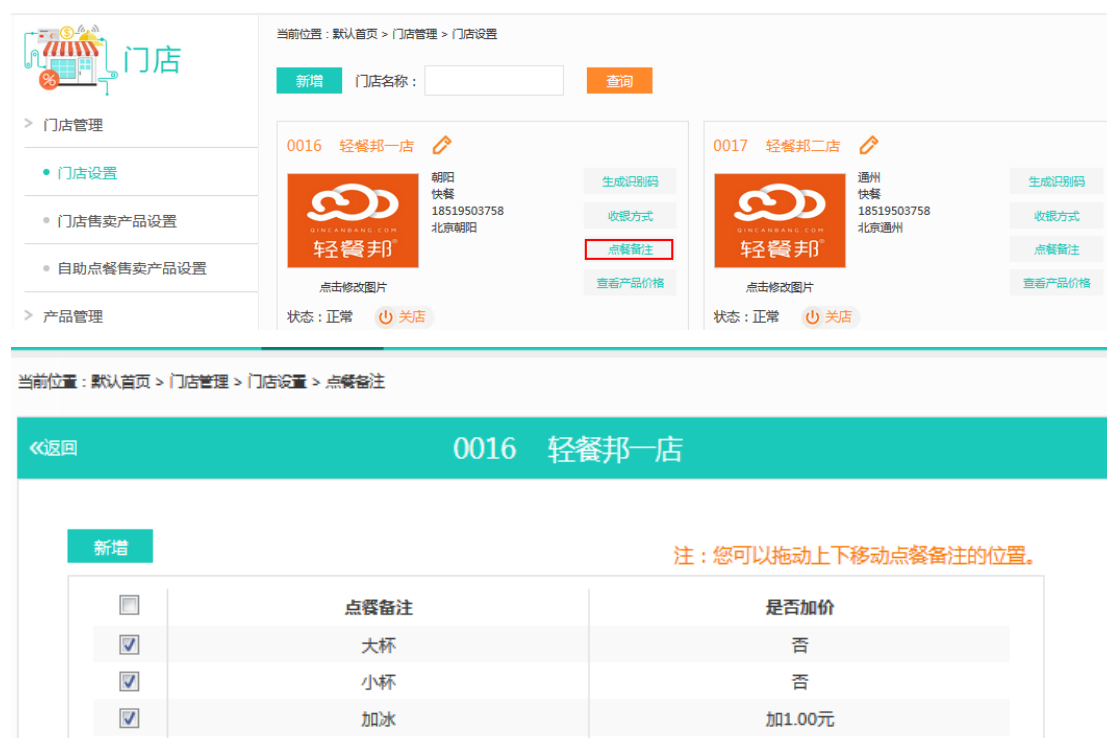 门店
当前位置：默认首页 > 门店管理 > 门店设置
新增 门店名称： 查询
> 门店管理
• 门店设置
• 门店售卖产品设置
• 自助点餐售卖产品设置
> 产品管理
0016 轻餐邦一店
朝阳
快餐
18519503758
北京朝阳
QINCANBANG.COM
轻餐邦®
点击修改图片
生成识别码
收银方式
点餐备注
查看产品价格
状态：正常 关店
0017 轻餐邦二店
通州
快餐
18519503758
北京通州
QINCANBANG.COM
轻餐邦®
点击修改图片
生成识别码
收银方式
点餐备注
查看产品价格
状态：正常 关店
当前位置：默认首页 > 门店管理 > 门店设置 > 点餐备注
《返回 0016 轻餐邦一店
新增
注：您可以拖动上下移动点餐备注的位置。
点餐备注 是否加价
大杯 否
小杯 否
加冰 加1.00元